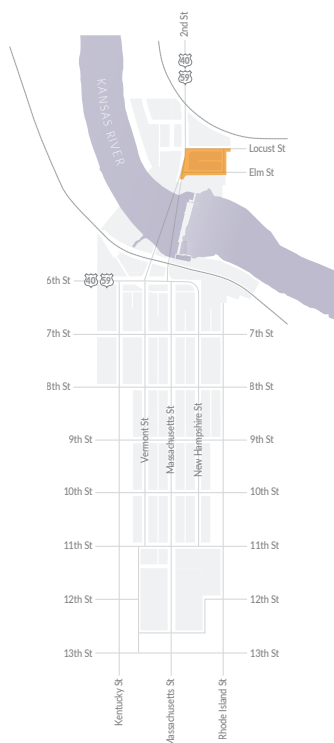 2nd St
40
59
KANSAS RIVER
Locust St
Elm St
6th St
40 59
7th St
7th St
8th St
8th St
Vermont St
Massachusetts St
New Hampshire St
9th St
9th St
10th St
10th St
11th St
11th St
12th St
12th St
13th St
13th St
Kentucky St
Massachusetts St
Rhode Island St